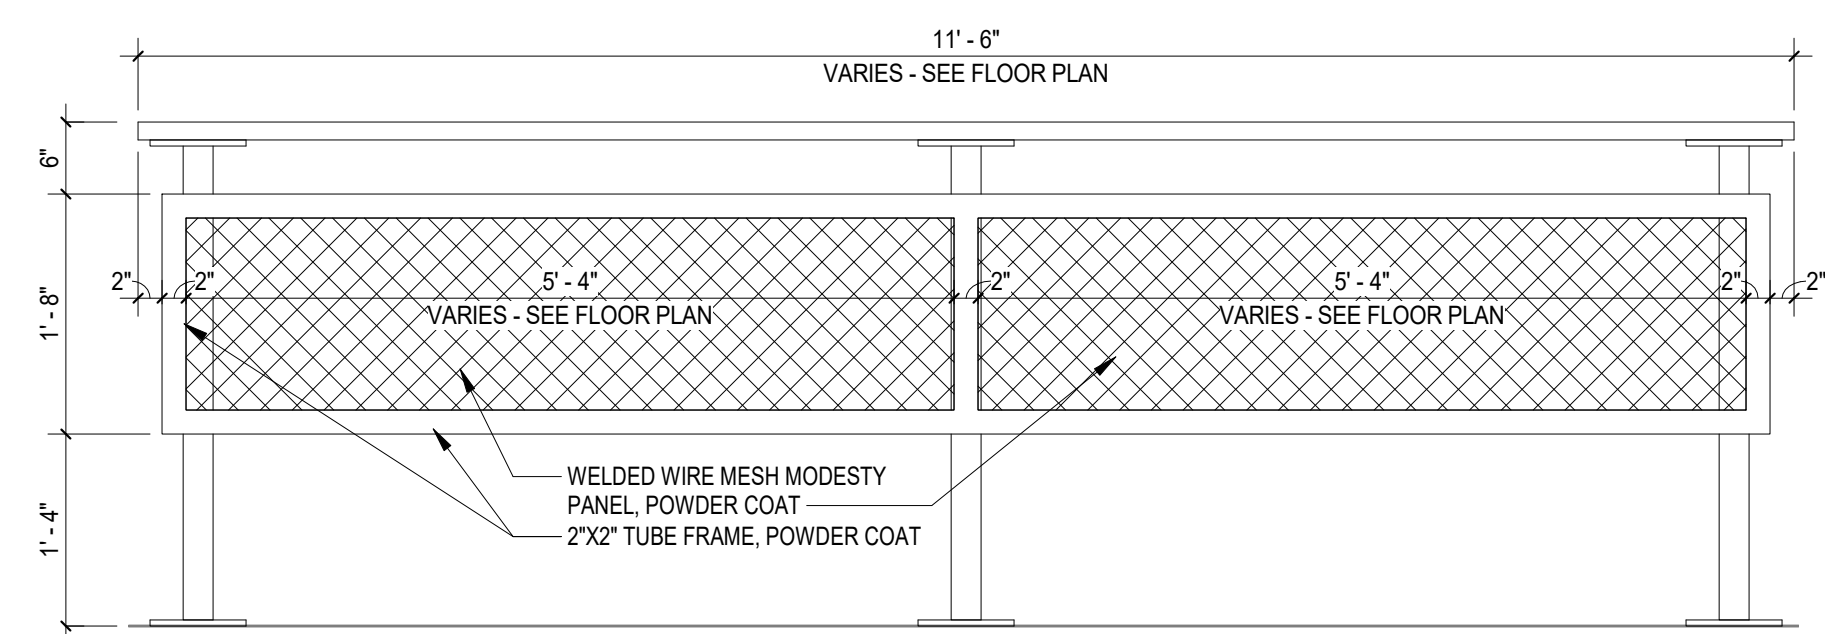 11' - 6"
VARIES - SEE FLOOR PLAN
6"
1' - 8"
1' - 4"
2"
2"
5' - 4"
VARIES - SEE FLOOR PLAN
2"
5' - 4"
VARIES - SEE FLOOR PLAN
2"
2"
WELDED WIRE MESH MODESTY
PANEL, POWDER COAT
2"X2" TUBE FRAME, POWDER COAT